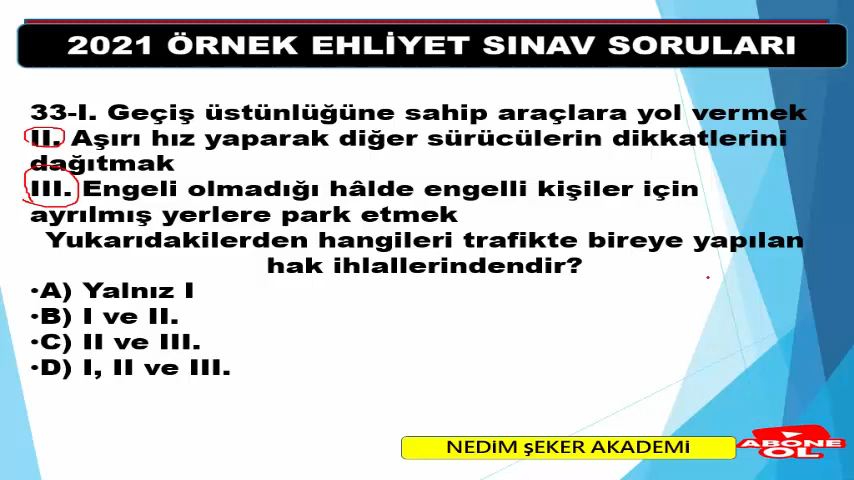 2021 ÖRNEK EHLİYET SINAV SORULARI
33-I. Geçiş üstünlüğüne sahip araçlara yol vermek
II. Aşırı hız yaparak diğer sürücülerin dikkatlerini
dağıtmak
III. Engeli olmadığı hâlde engelli kişiler için
ayrılmış yerlere park etmek
Yukarıdakilerden hangileri trafikte bireye yapılan
hak ihlallerindendir?
•A) Yalnız I
•B) I ve II.
•C) II ve III.
•D) I, II ve III.
NEDİM ŞEKER AKADEMİ
ABONE
OL